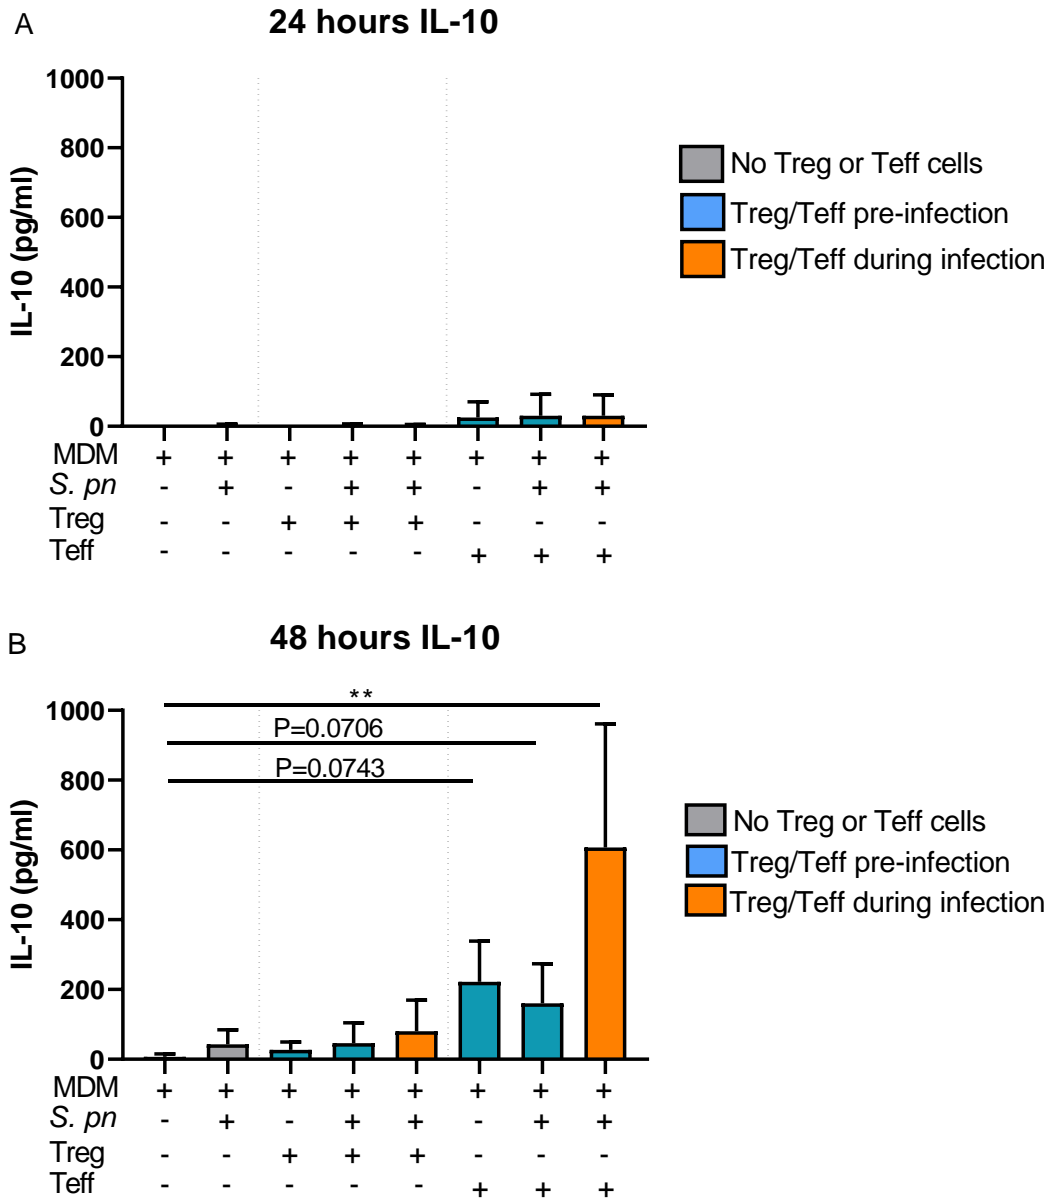 A
24 hours IL-10
1000
800
600
400
200
0
IL-10 (pg/ml)
No Treg or Teff cells
Treg/Teff pre-infection
Treg/Teff during infection
MDM + + + + + + + +
S. pn - + - + + - + +
Treg - - + + + - - -
Teff - - - - - + + +
B
48 hours IL-10
**
P=0.0706
P=0.0743
1000
800
600
400
200
0
IL-10 (pg/ml)
No Treg or Teff cells
Treg/Teff pre-infection
Treg/Teff during infection
MDM + + + + + + + +
S. pn - + - + + - + +
Treg - - + + + - - -
Teff - - - - - + + +